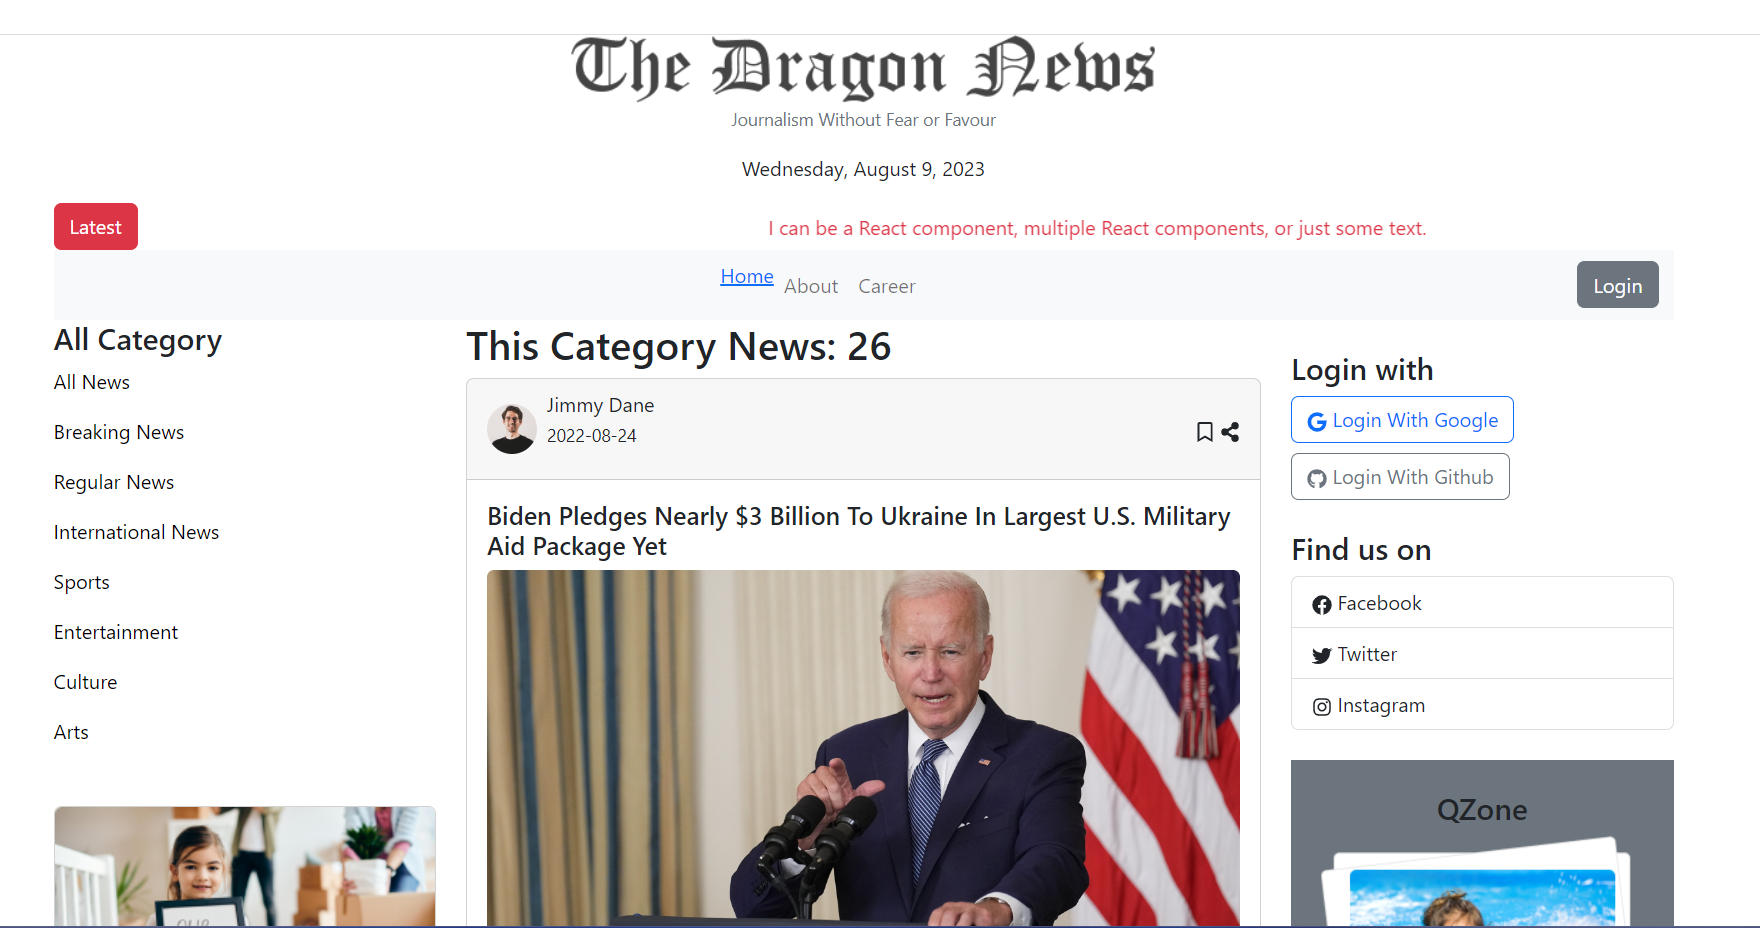 The Dragon News
Journalism Without Fear or Favour
Wednesday, August 9, 2023
Latest
I can be a React component, multiple React components, or just some text.
Home
About
Career
Login
All Category
All News
Breaking News
Regular News
International News
Sports
Entertainment
Culture
Arts
This Category News: 26
Jimmy Dane
2022-08-24
Biden Pledges Nearly $3 Billion To Ukraine In Largest U.S. Military
Aid Package Yet
Login with
Login With Google
Login With Github
Find us on
Facebook
Twitter
Instagram
QZone